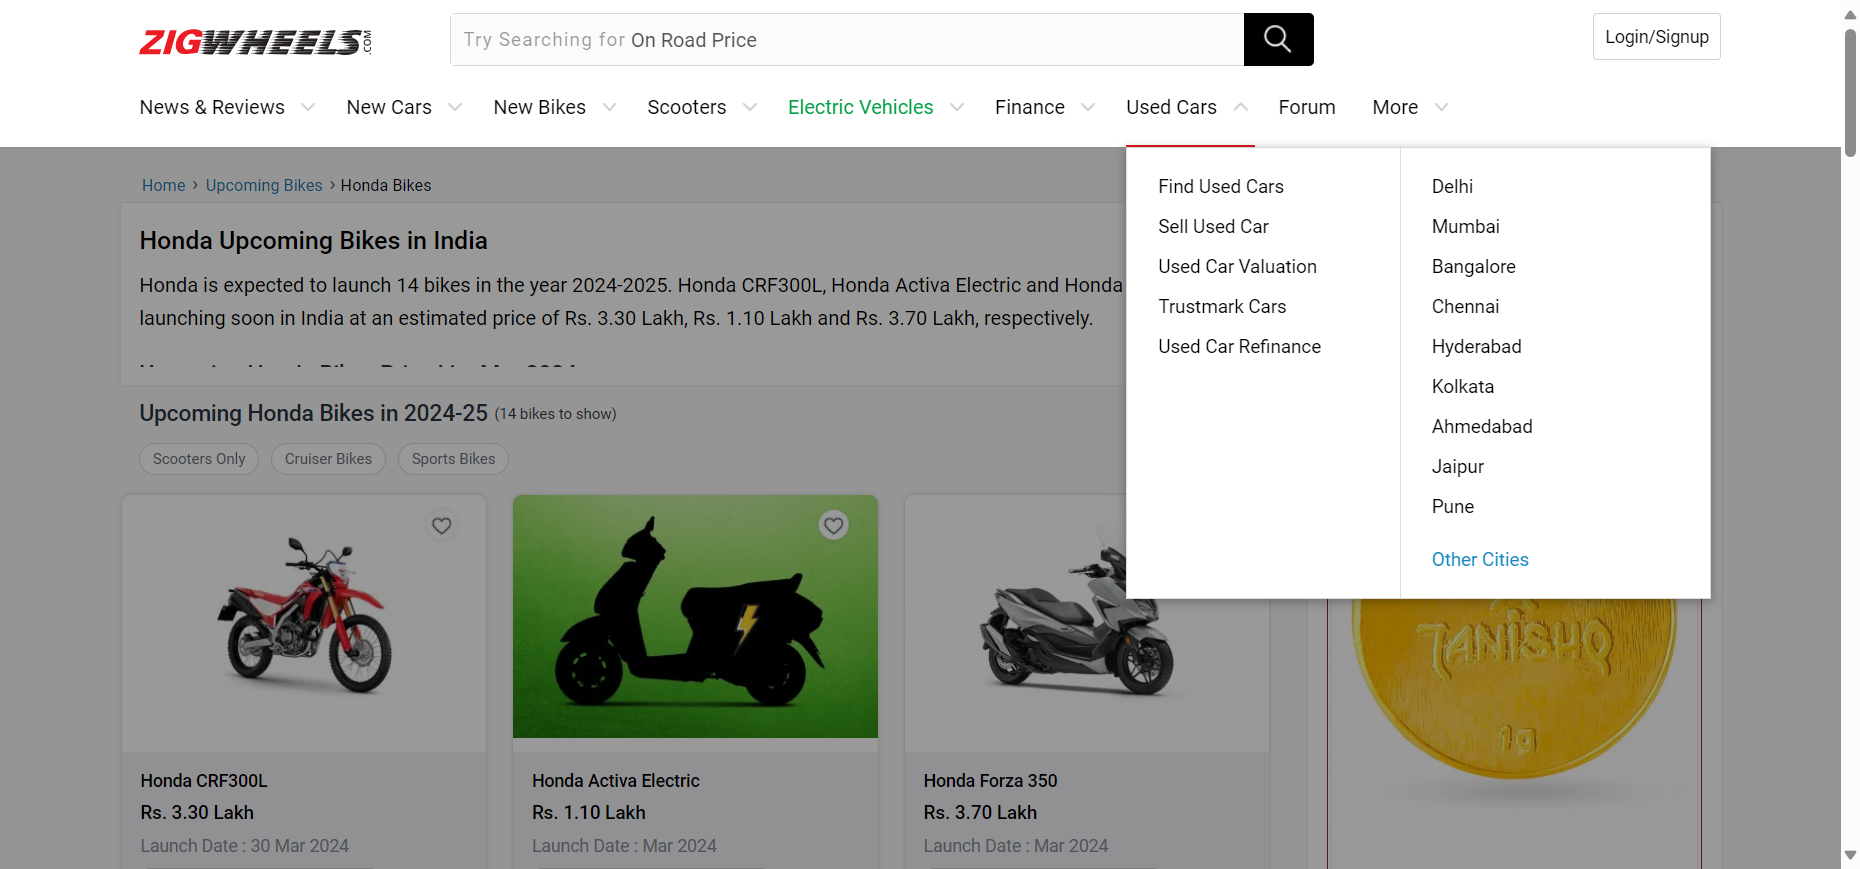 ZIGWHEELS.COM
Try Searching for On Road Price
Login/Signup
News & Reviews
New Cars
New Bikes
Scooters
Electric Vehicles
Finance
Used Cars
Forum
More
Find Used Cars
Sell Used Car
Used Car Valuation
Trustmark Cars
Used Car Refinance
Delhi
Mumbai
Bangalore
Chennai
Hyderabad
Kolkata
Ahmedabad
Jaipur
Pune
Other Cities
Home › Upcoming Bikes › Honda Bikes
Honda Upcoming Bikes in India
Honda is expected to launch 14 bikes in the year 2024-2025. Honda CRF300L, Honda Activa Electric and Honda
launching soon in India at an estimated price of Rs. 3.30 Lakh, Rs. 1.10 Lakh and Rs. 3.70 Lakh, respectively.
Upcoming Honda Bikes in 2024-25 (14 bikes to show)
Scooters Only
Cruiser Bikes
Sports Bikes
Honda CRF300L
Rs. 3.30 Lakh
Launch Date : 30 Mar 2024
Honda Activa Electric
Rs. 1.10 Lakh
Launch Date : Mar 2024
Honda Forza 350
Rs. 3.70 Lakh
Launch Date : Mar 2024
TANISHQ
1g